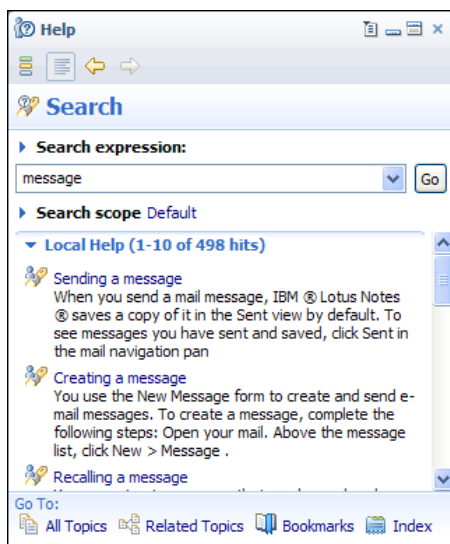 Help
Search
Search expression:
message
Go
Search scope Default
Local Help (1-10 of 498 hits)
Sending a message
When you send a mail message, IBM ® Lotus Notes
® saves a copy of it in the Sent view by default. To
see messages you have sent and saved, click Sent in
the mail navigation pan
Creating a message
You use the New Message form to create and send e-
mail messages. To create a message, complete the
following steps: Open your mail. Above the message
list, click New > Message .
Recalling a message
Go To:
All Topics Related Topics Bookmarks Index